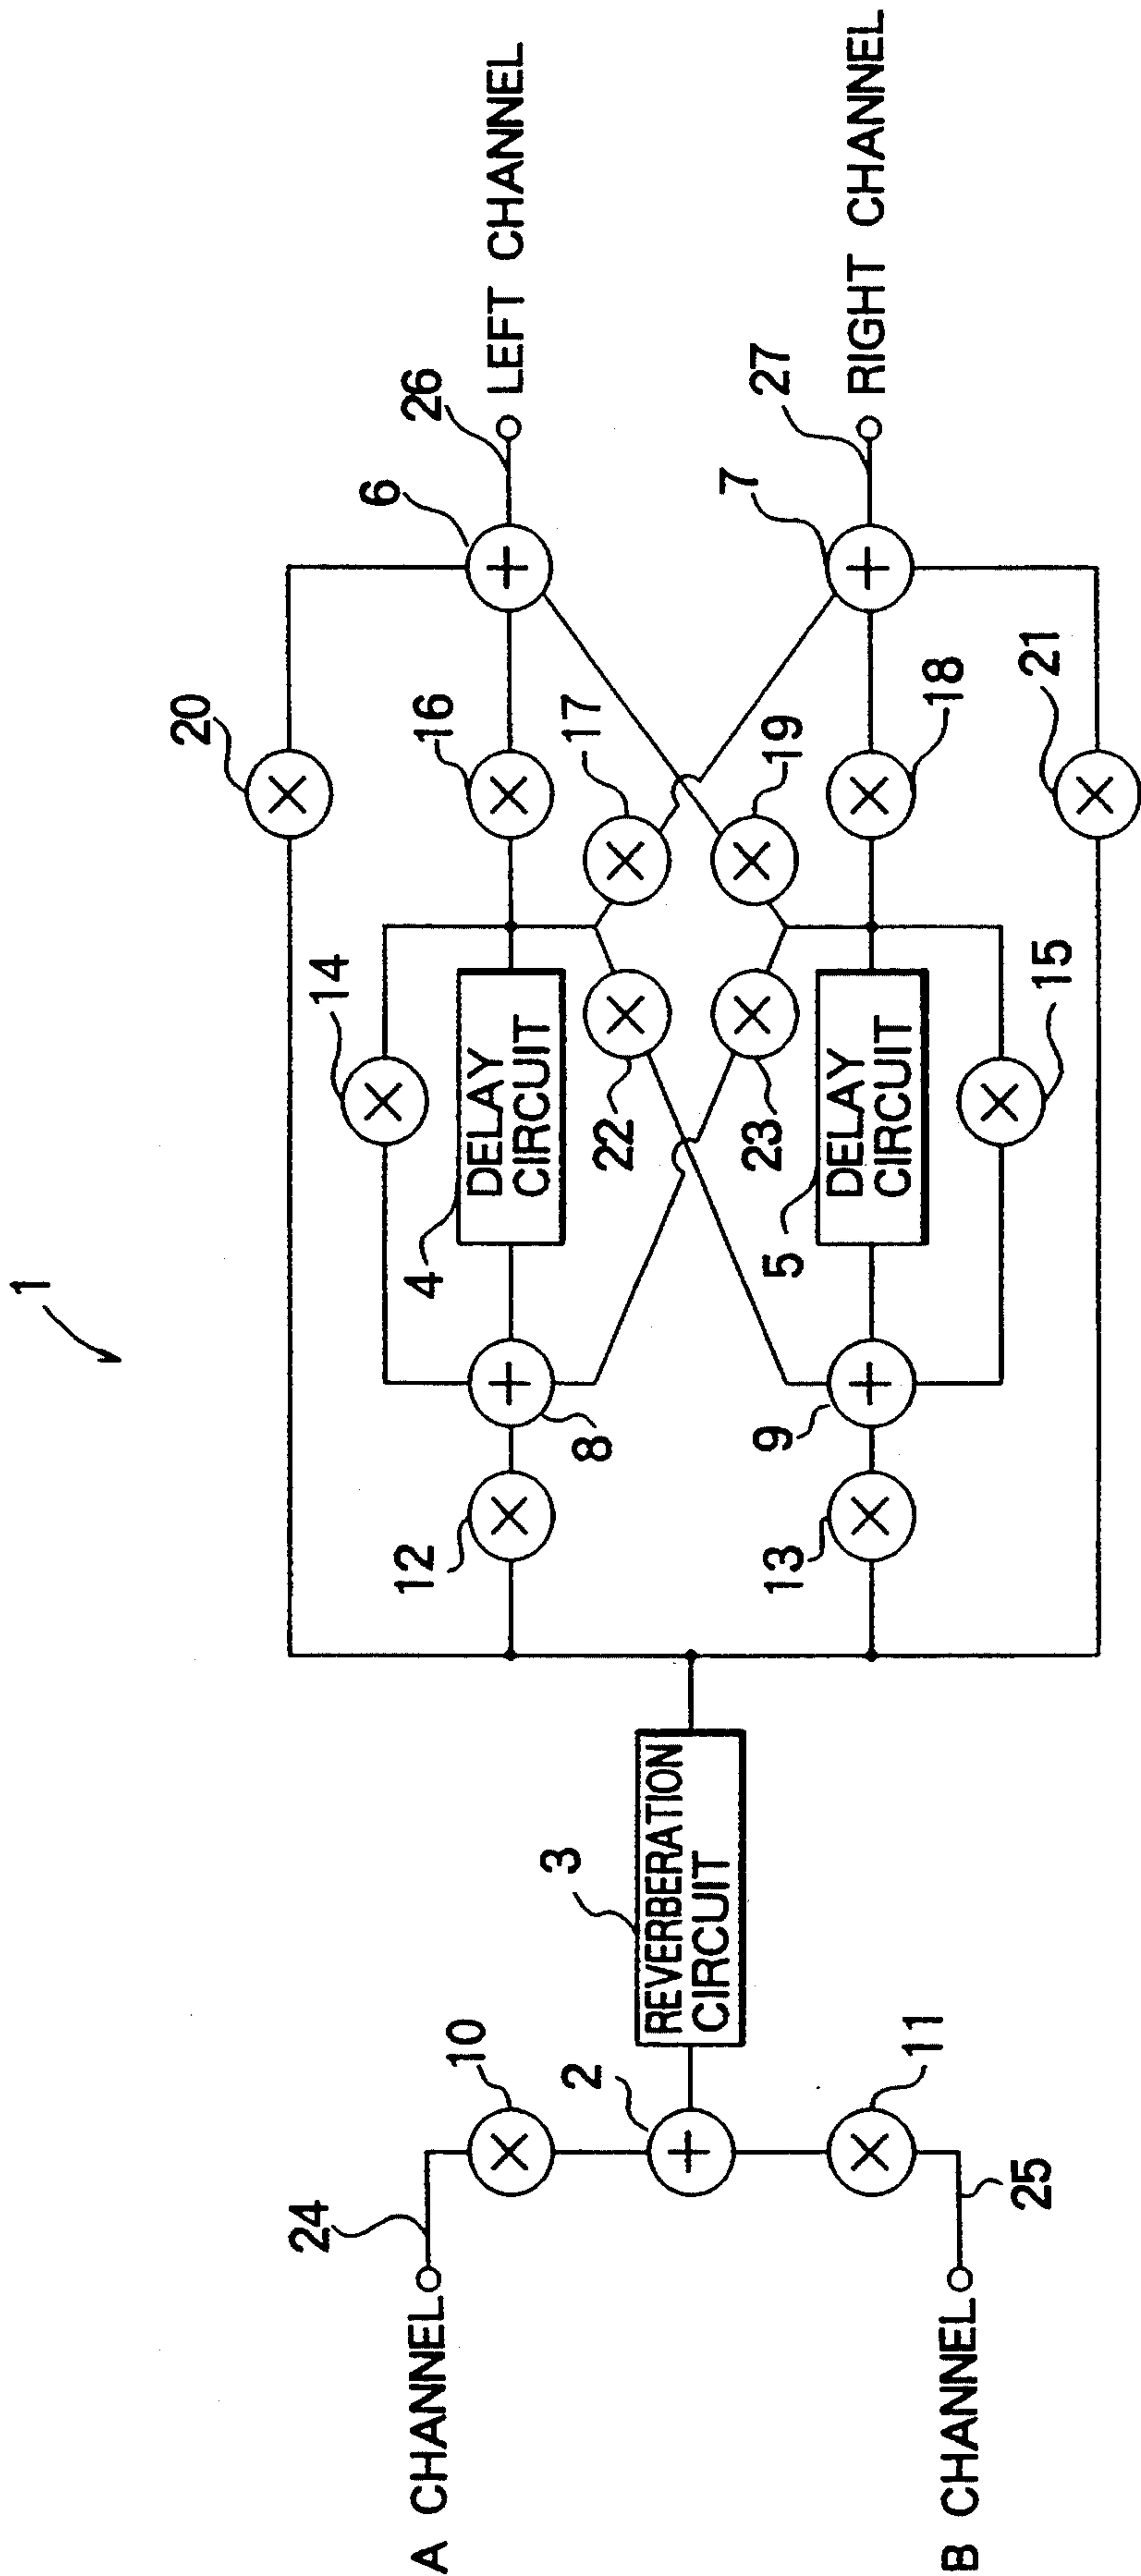 1
20
6
26
LEFT CHANNEL
14
16
4
DELAY
CIRCUIT
17
12
8
22
24
A CHANNEL
10
2
3
REVERBERATION
CIRCUIT
23
19
7
27
RIGHT CHANNEL
13
9
5
DELAY
CIRCUIT
18
11
25
B CHANNEL
15
21